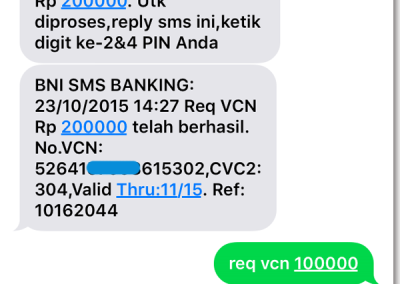 Rp 200000. Utk
diproses,reply sms ini,ketik
digit ke-2&4 PIN Anda
BNI SMS BANKING:
23/10/2015 14:27 Req VCN
Rp 200000 telah berhasil.
No.VCN:
52641 615302,CVC2:
304,Valid Thru:11/15. Ref:
10162044
req vcn 100000